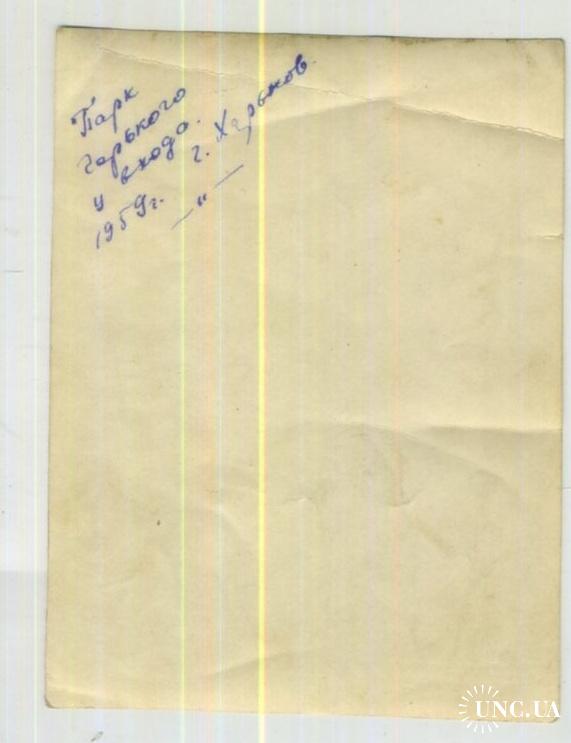 Парк
Горького
у входа. г. Харьков.
1959г. —"—
UNC.UA